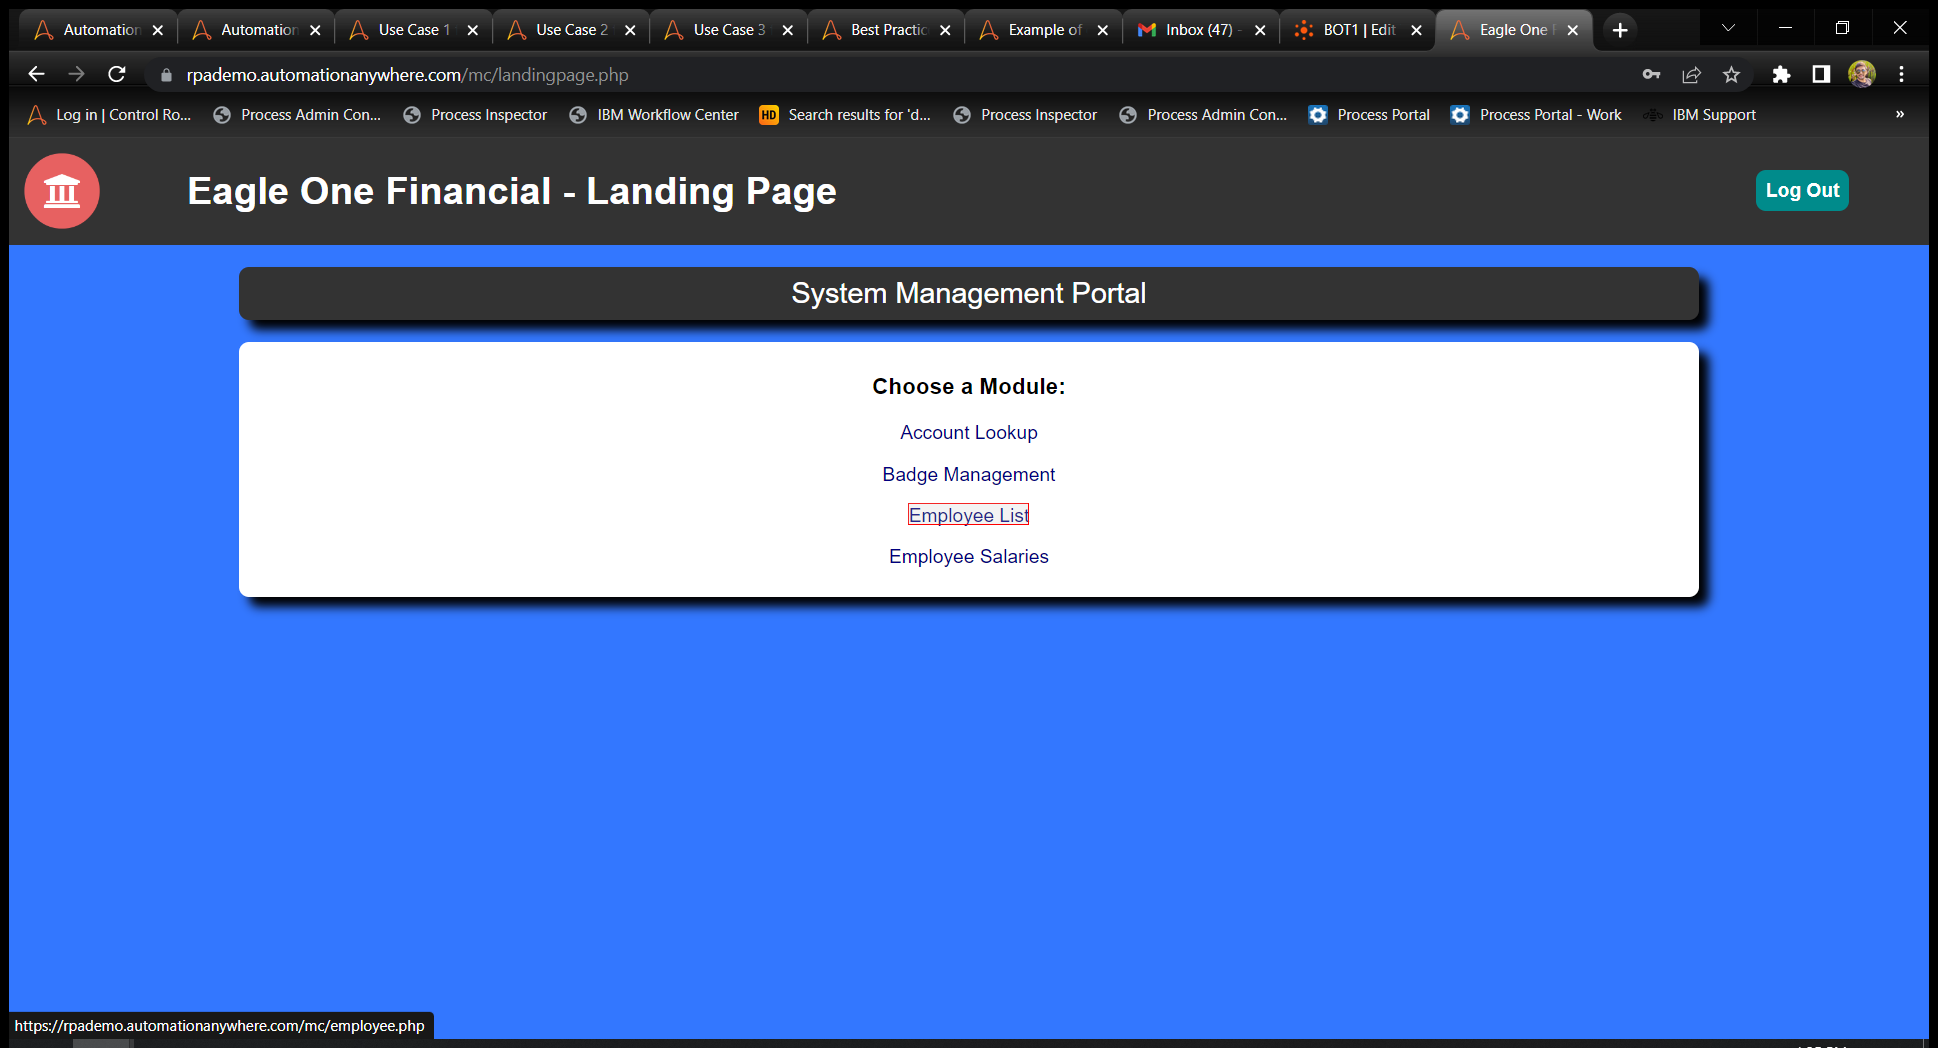 Automation
Automation
Use Case 1
Use Case 2
Use Case 3
Best Practic
Example of
Inbox (47) -
BOT1 | Edit
Eagle One
rpademo.automationanywhere.com/mc/landingpage.php
Log in | Control Ro...
Process Admin Con...
Process Inspector
IBM Workflow Center
HD
Search results for 'd...
Process Inspector
Process Admin Con...
Process Portal
Process Portal - Work
IBM Support
»
Eagle One Financial - Landing Page
Log Out
System Management Portal
Choose a Module:
Account Lookup
Badge Management
Employee List
Employee Salaries
https://rpademo.automationanywhere.com/mc/employee.php